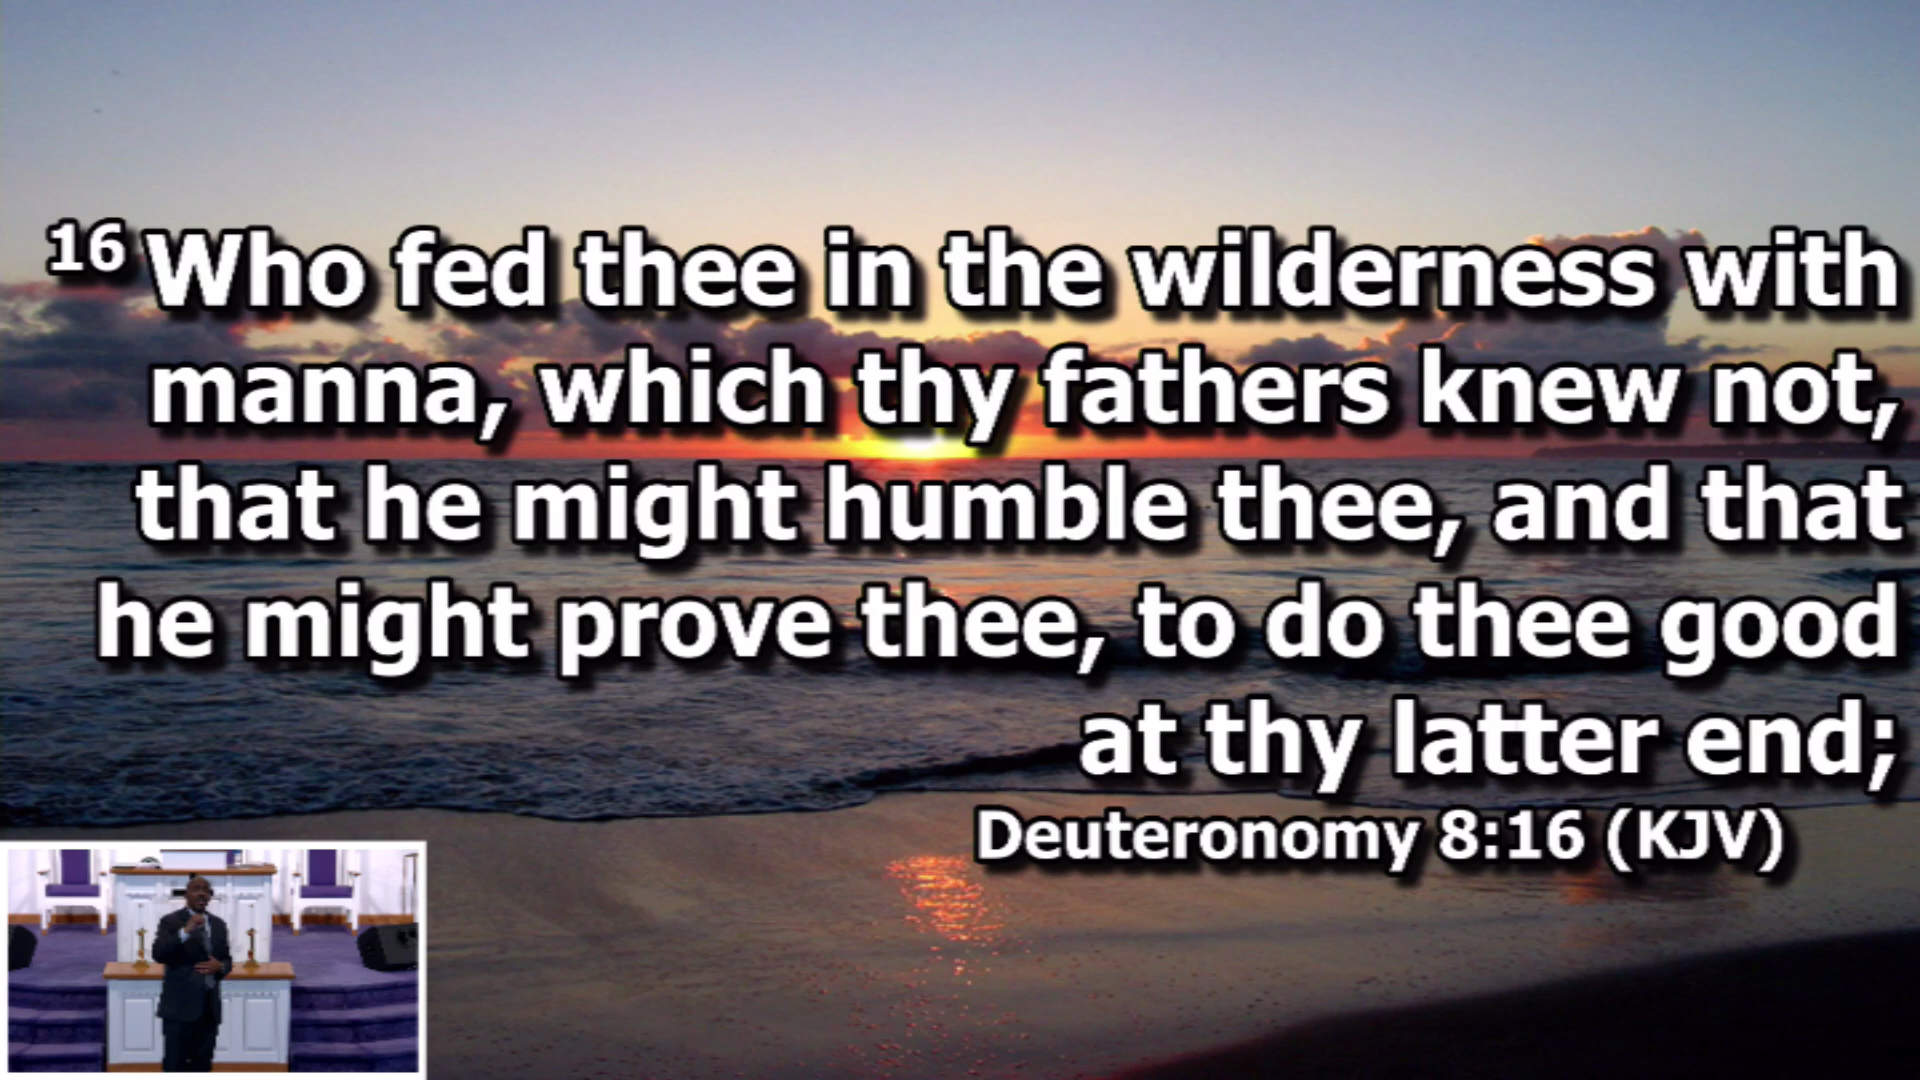 16 Who fed thee in the wilderness with
manna, which thy fathers knew not,
that he might humble thee, and that
he might prove thee, to do thee good
at thy latter end;
Deuteronomy 8:16 (KJV)